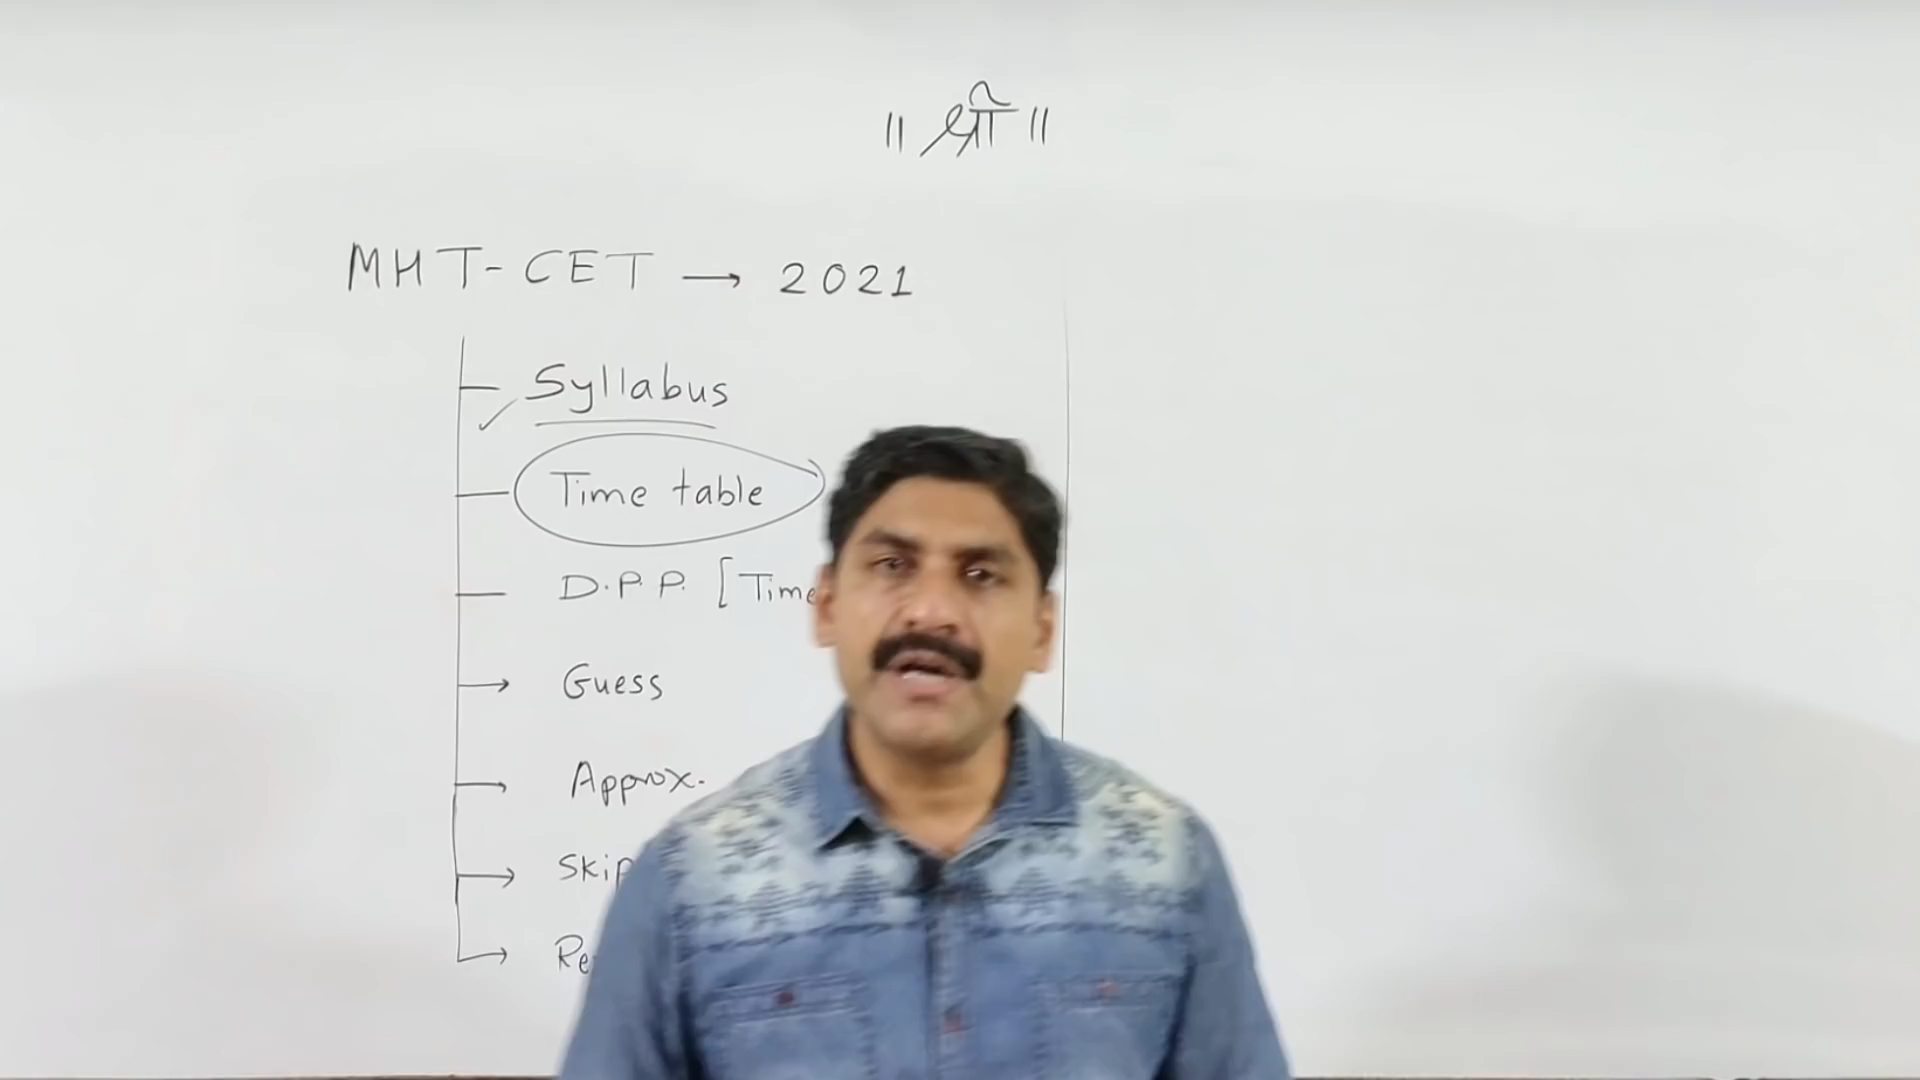 ॥ श्री ॥
MHT-CET → 2021
Syllabus
Time table
D.P.P. [Time
Guess
Approx.
Skip